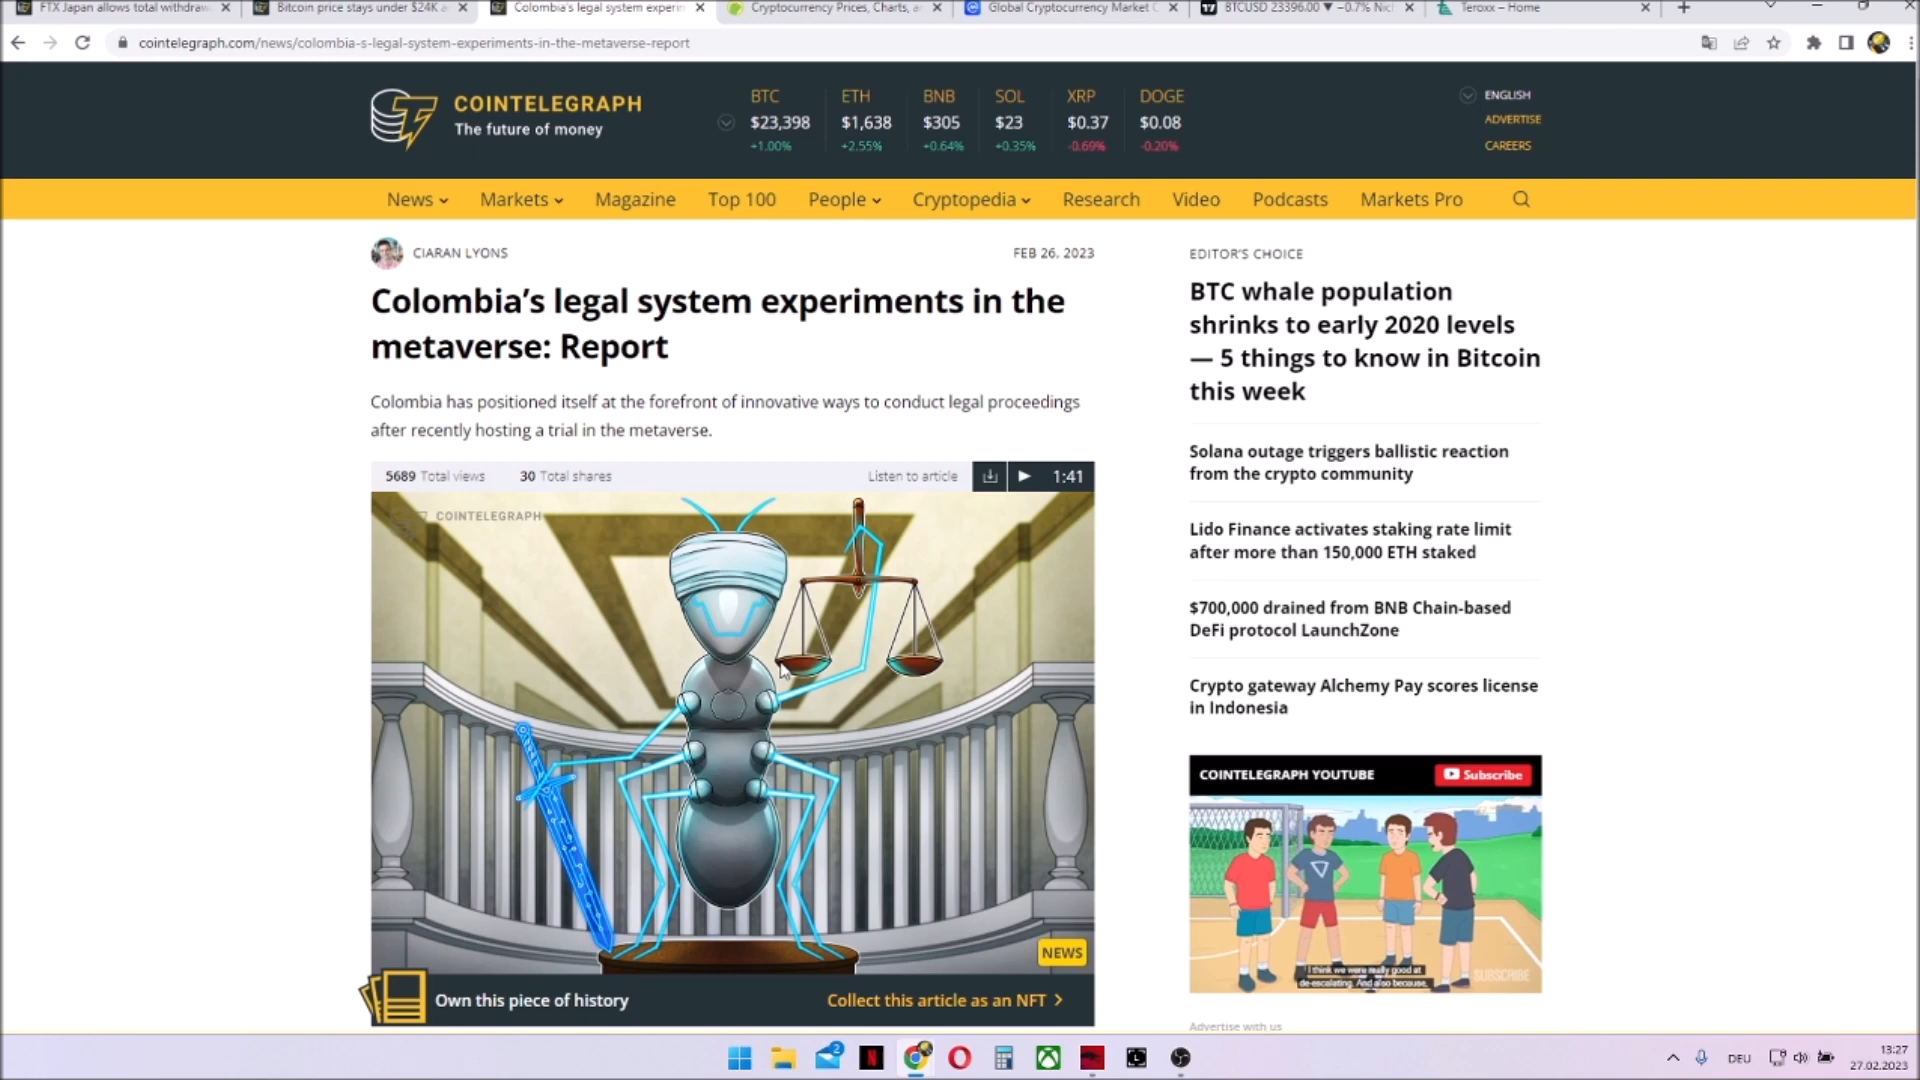 FTX Japan allows total withdraw
Bitcoin price stays under $24K a
Colombia's legal system experim
Cryptocurrency Prices, Charts, a
Global Cryptocurrency Market C
BTCUSD 23396.00 ▼ −0.7%
Teroxx – Home
cointelegraph.com/news/colombia-s-legal-system-experiments-in-the-metaverse-report
COINTELEGRAPH
The future of money
BTC ETH BNB SOL XRP DOGE
$23,398 $1,638 $305 $23 $0.37 $0.08
+1.00% +2.55% +0.64% +0.35% -0.69% -0.20%
ENGLISH
ADVERTISE
CAREERS
News Markets Magazine Top 100 People Cryptopedia Research Video Podcasts Markets Pro
CIARAN LYONS
FEB 26, 2023
Colombia's legal system experiments in the
metaverse: Report
Colombia has positioned itself at the forefront of innovative ways to conduct legal proceedings
after recently hosting a trial in the metaverse.
5689 Total views 30 Total shares Listen to article 1:41
COINTELEGRAPH
NEWS
Own this piece of history
Collect this article as an NFT >
EDITOR'S CHOICE
BTC whale population
shrinks to early 2020 levels
— 5 things to know in Bitcoin
this week
Solana outage triggers ballistic reaction
from the crypto community
Lido Finance activates staking rate limit
after more than 150,000 ETH staked
$700,000 drained from BNB Chain-based
DeFi protocol LaunchZone
Crypto gateway Alchemy Pay scores license
in Indonesia
COINTELEGRAPH YOUTUBE
Subscribe
I think we were really good at
de-escalating. And also because,
SUBSCRIBE
Advertise with us
2
DEU
13:27
27.02.2023